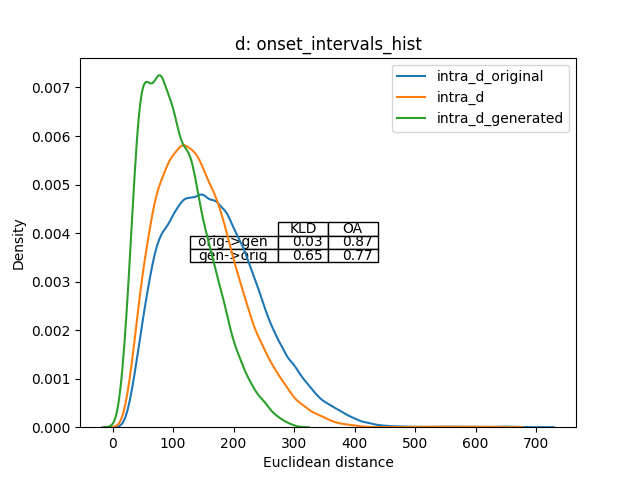 d: onset_intervals_hist
intra_d_original
intra_d
intra_d_generated
0.007
0.006
0.005
0.004
0.003
0.002
0.001
0.000
Density
KLD OA
orig->gen 0.03 0.87
gen->orig 0.65 0.77
0 100 200 300 400 500 600 700
Euclidean distance